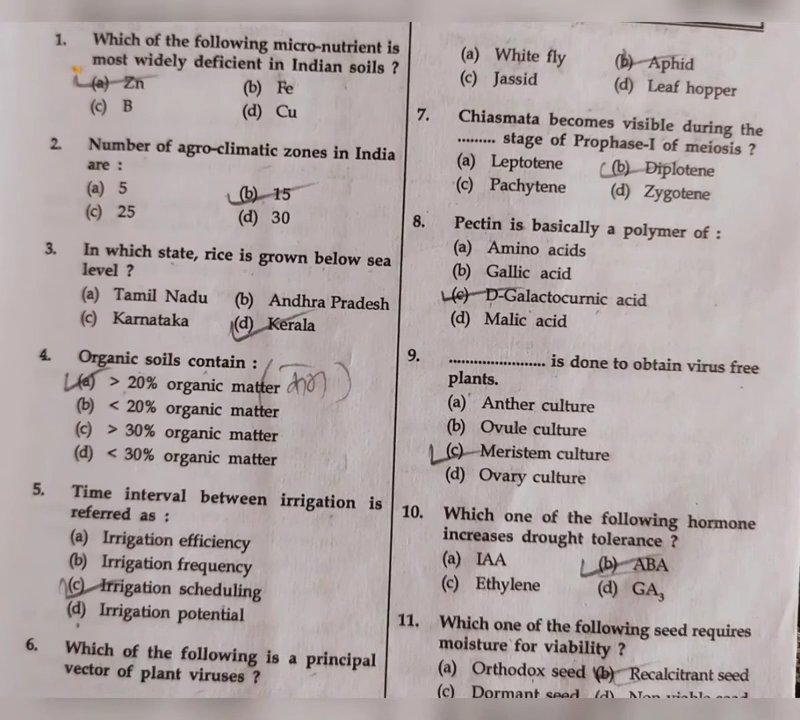 1. Which of the following micro-nutrient is
most widely deficient in Indian soils ?
(a) Zn (b) Fe
(c) B (d) Cu
2. Number of agro-climatic zones in India
are :
(a) 5 (b) 15
(c) 25 (d) 30
3. In which state, rice is grown below sea
level ?
(a) Tamil Nadu (b) Andhra Pradesh
(c) Karnataka (d) Kerala
4. Organic soils contain :
(a) > 20% organic matter
(b) < 20% organic matter
(c) > 30% organic matter
(d) < 30% organic matter
5. Time interval between irrigation is
referred as :
(a) Irrigation efficiency
(b) Irrigation frequency
(c) Irrigation scheduling
(d) Irrigation potential
6. Which of the following is a principal
vector of plant viruses ?
(a) White fly (b) Aphid
(c) Jassid (d) Leaf hopper
7. Chiasmata becomes visible during the
......... stage of Prophase-I of meiosis ?
(a) Leptotene (b) Diplotene
(c) Pachytene (d) Zygotene
8. Pectin is basically a polymer of :
(a) Amino acids
(b) Gallic acid
(c) D-Galactocurnic acid
(d) Malic acid
9. ....................... is done to obtain virus free
plants.
(a) Anther culture
(b) Ovule culture
(c) Meristem culture
(d) Ovary culture
10. Which one of the following hormone
increases drought tolerance ?
(a) IAA (b) ABA
(c) Ethylene (d) GA₃
11. Which one of the following seed requires
moisture for viability ?
(a) Orthodox seed (b) Recalcitrant seed
(c) Dormant seed (d) Non viable seed